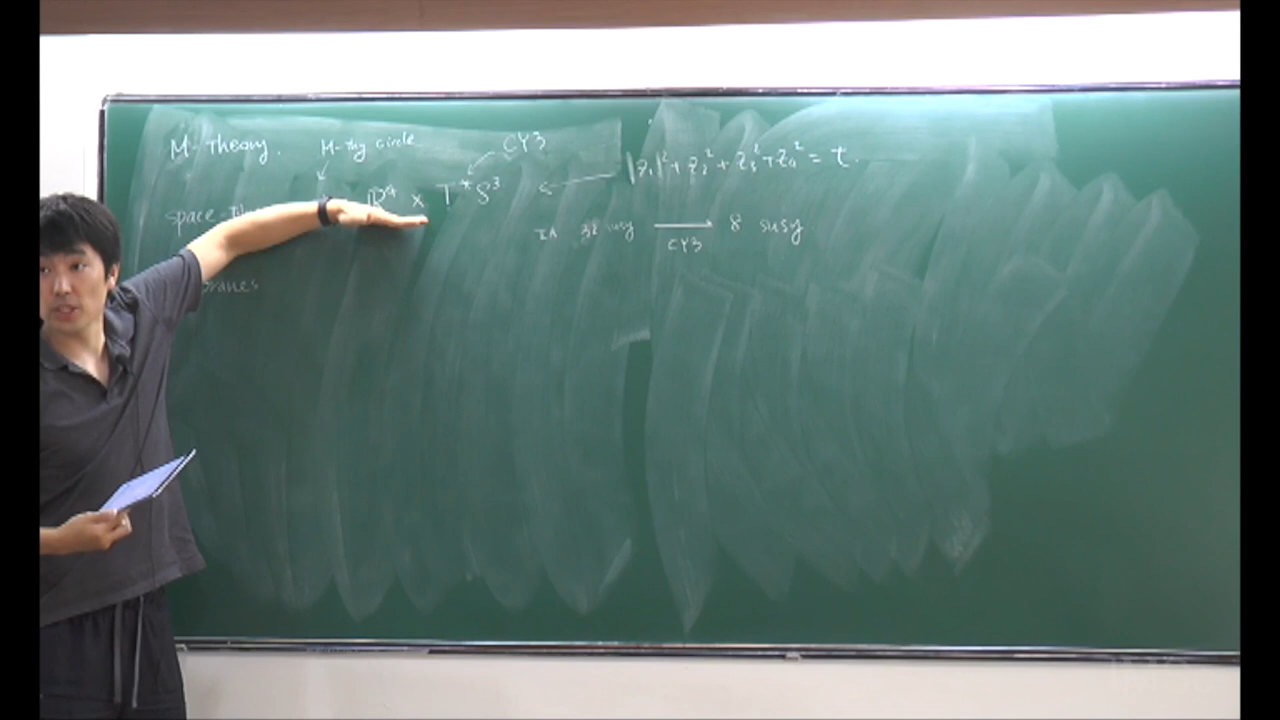 M-Theory. M-thy circle CY3
space-ti ℝ⁴ × T*S³ ← |z₁|² + z₂² + z₃² + z₄² = t.
IIA 32 susy ⟶ 8 susy
CY3
branes